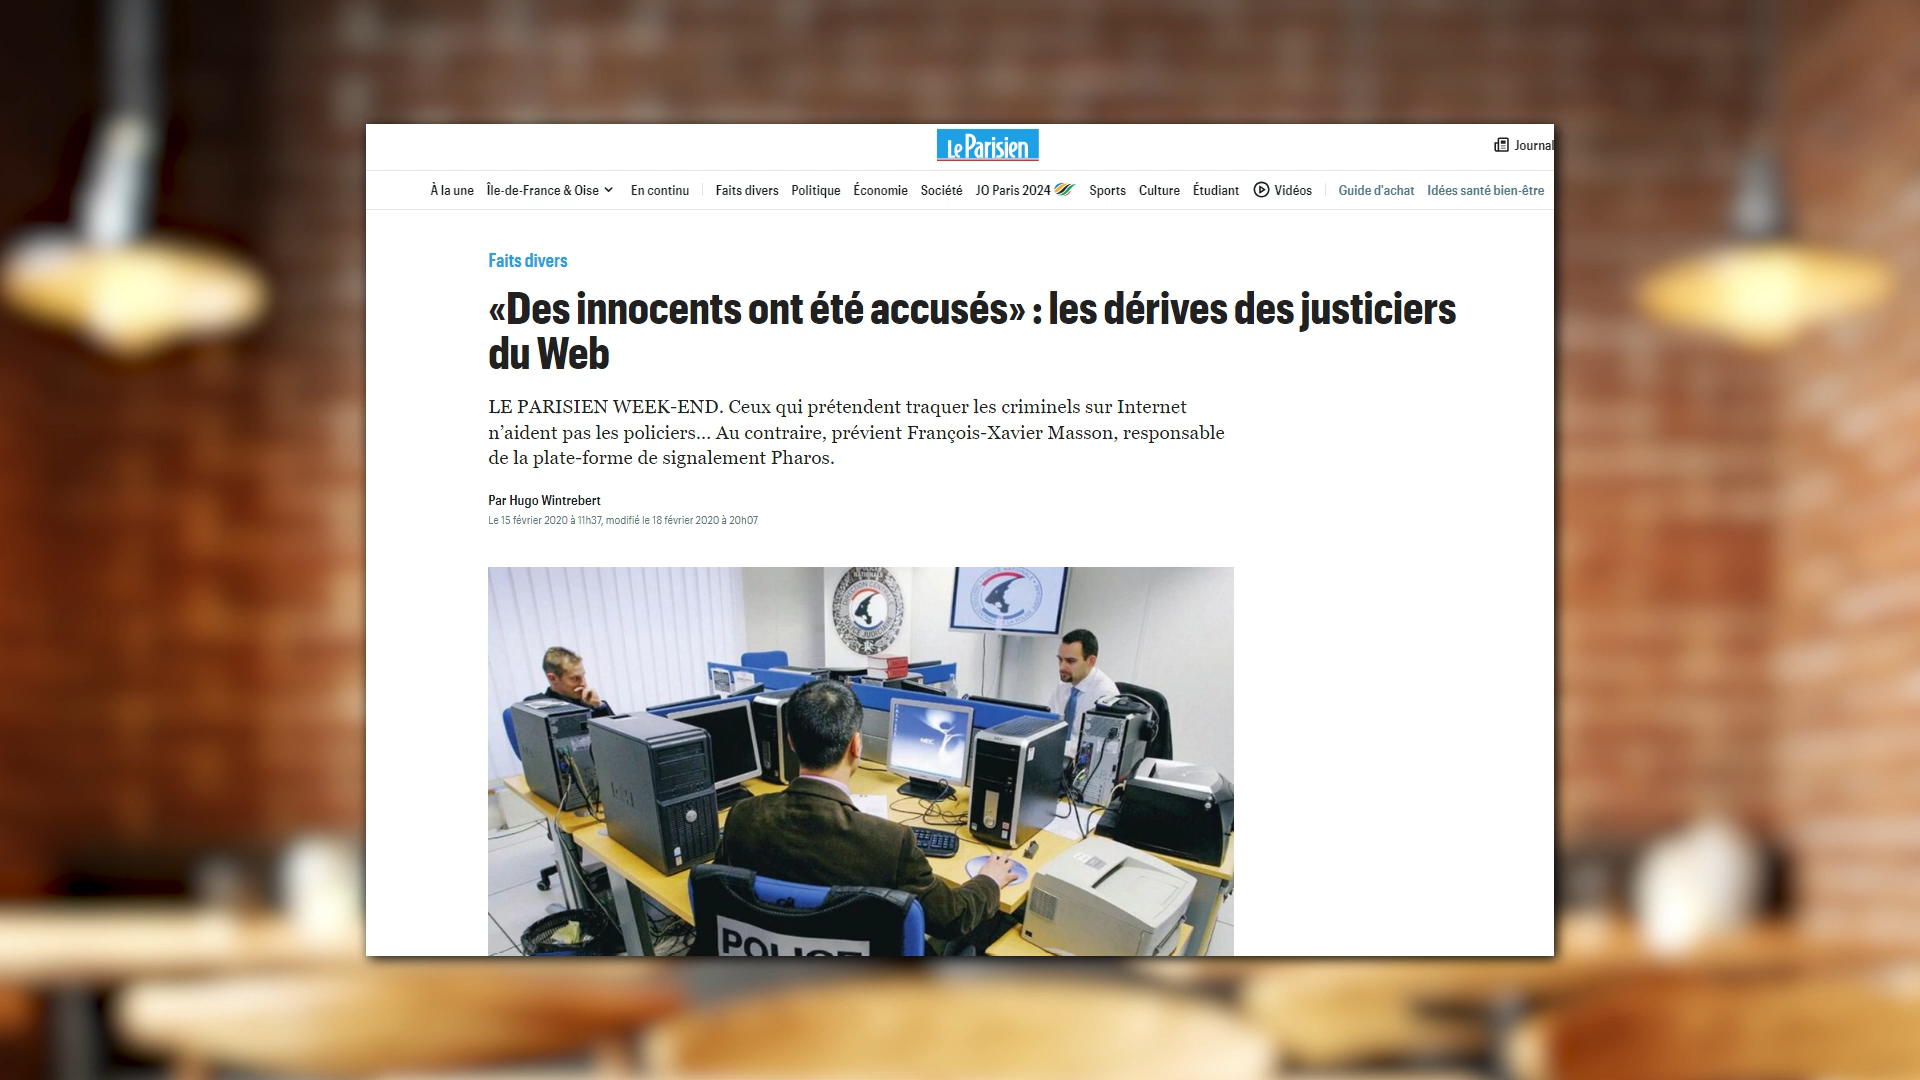 Le Parisien
Journal
À la une Île-de-France & Oise En continu Faits divers Politique Économie Société JO Paris 2024 Sports Culture Étudiant Vidéos Guide d'achat Idées santé bien-être
Faits divers
«Des innocents ont été accusés» : les dérives des justiciers
du Web
LE PARISIEN WEEK-END. Ceux qui prétendent traquer les criminels sur Internet
n’aident pas les policiers... Au contraire, prévient François-Xavier Masson, responsable
de la plate-forme de signalement Pharos.
Par Hugo Wintrebert
Le 15 février 2020 à 11h37, modifié le 18 février 2020 à 20h07
POLICE JUDICIAIRE
NEC
POLICE